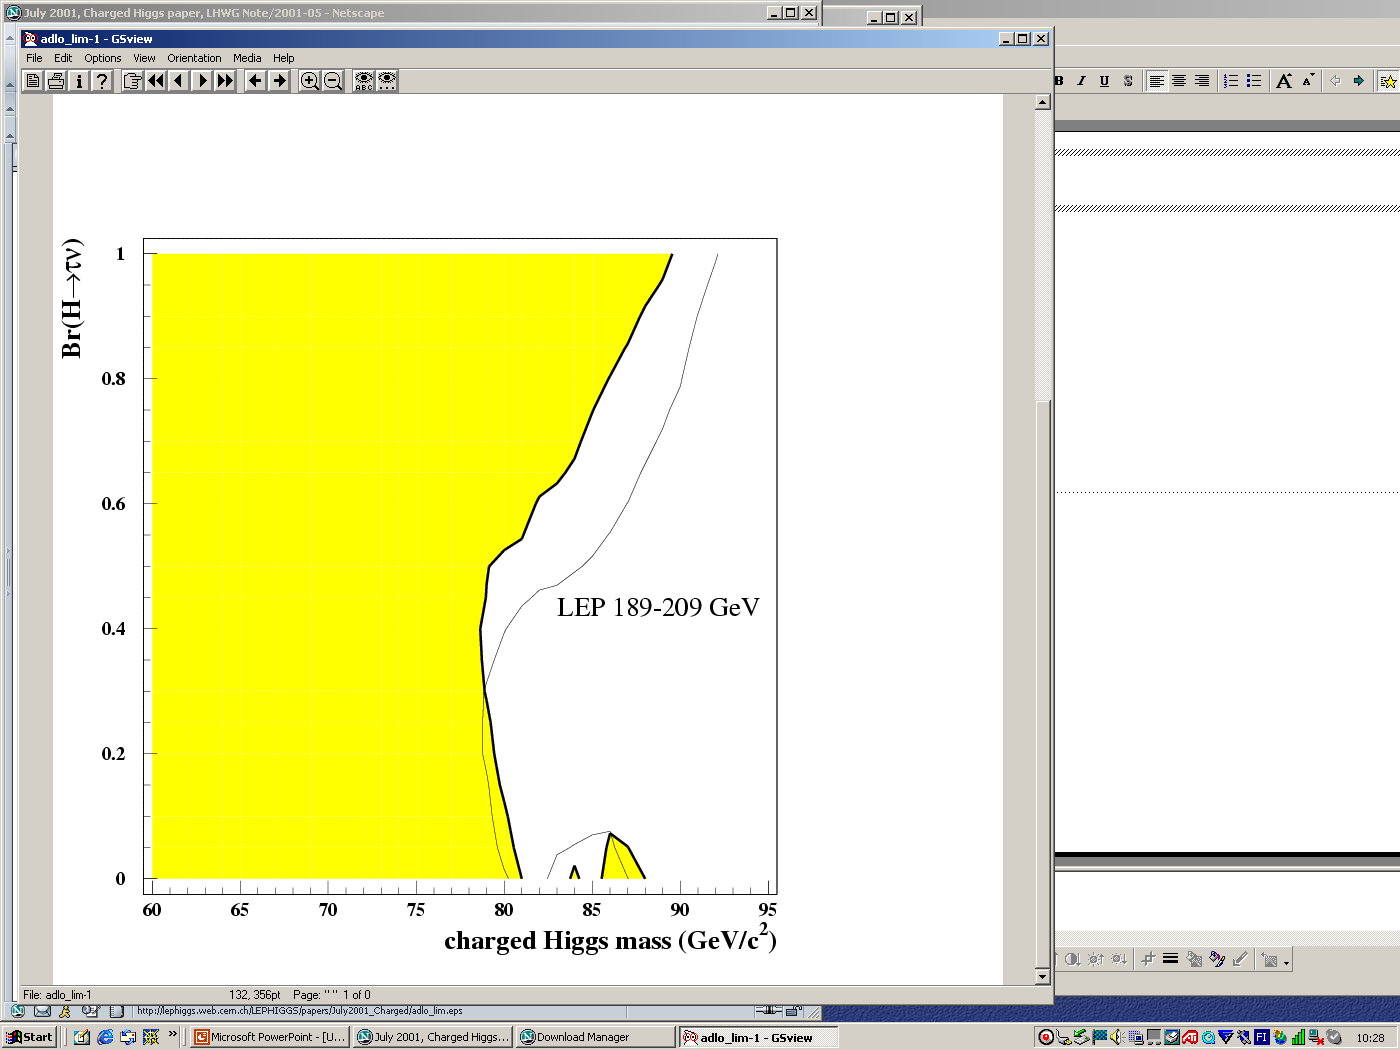 July 2001, Charged Higgs paper, LHWG Note/2001-05 - Netscape
adlo_lim-1 - GSview
File Edit Options View Orientation Media Help
B I U S
ABC
Br(H→τν)
1
0.8
0.6
0.4
0.2
0
LEP 189-209 GeV
60 65 70 75 80 85 90 95
charged Higgs mass (GeV/c2)
File: adlo_lim-1 132, 356pt Page: "" 1 of 0
http://lephiggs.web.cern.ch/LEPHIGGS/papers/July2001_Charged/adlo_lim.eps
Start Microsoft PowerPoint - [U... July 2001, Charged Higgs... Download Manager adlo_lim-1 - GSview FI 10:28